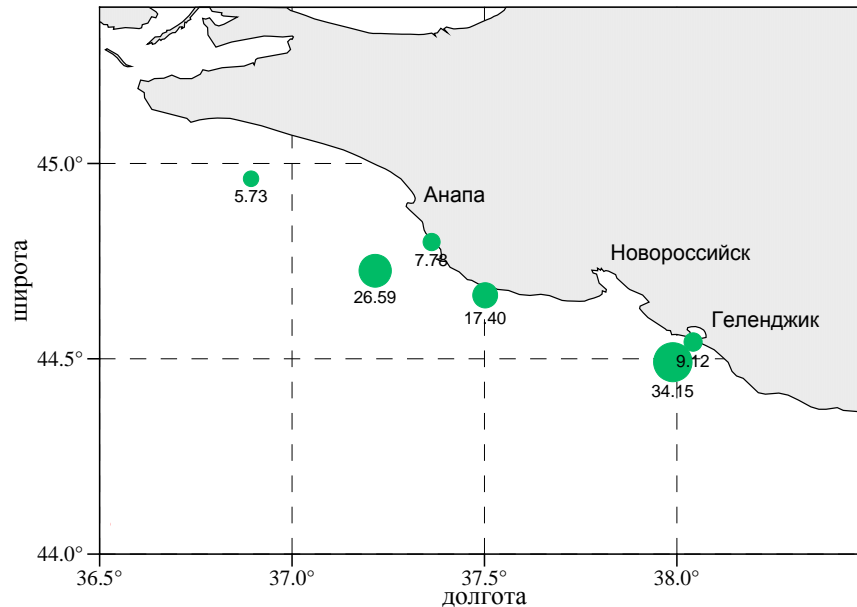 45.0°
5.73
Анапа
7.78
Новороссийск
26.59
17.40
Геленджик
44.5°
9.12
34.15
широта
44.0°
36.5°
37.0°
37.5°
38.0°
долгота